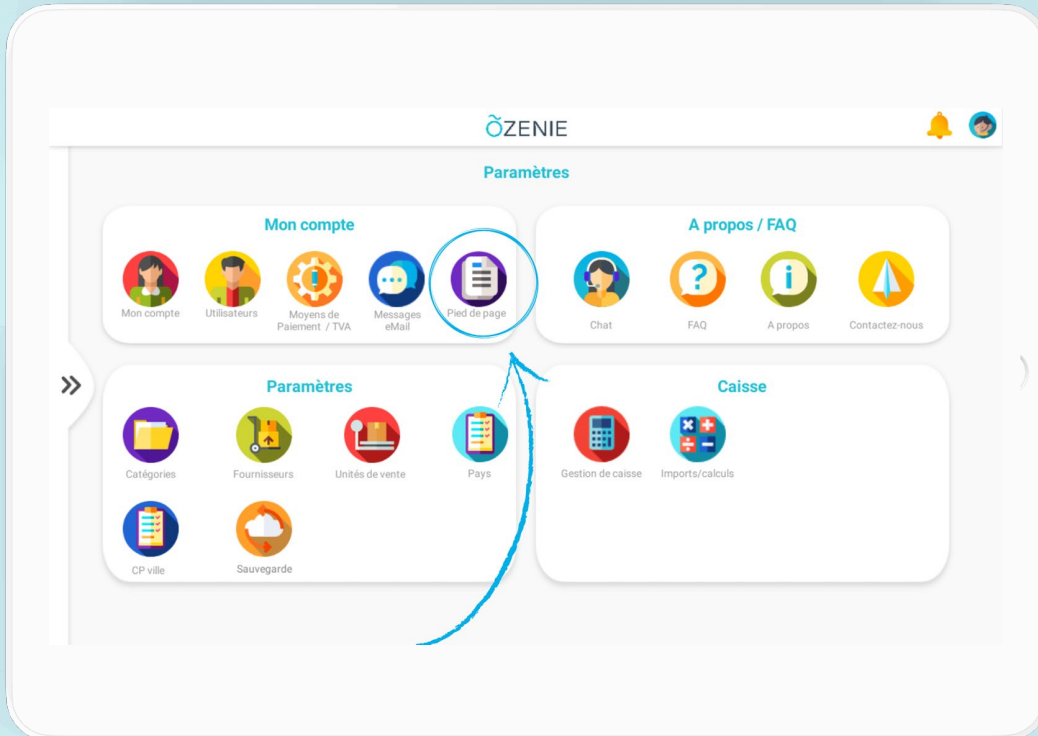 ÕZENIE
Paramètres
Mon compte
Mon compte
Utilisateurs
Moyens de
Paiement / TVA
Messages
eMail
Pied de page
A propos / FAQ
Chat
FAQ
A propos
Contactez-nous
Paramètres
Catégories
Fournisseurs
Unités de vente
Pays
CP ville
Sauvegarde
Caisse
Gestion de caisse
Imports/calculs